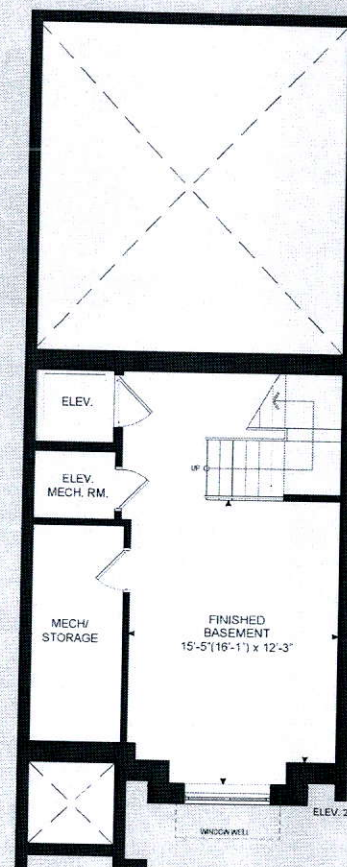 ELEV.
UP
ELEV.
MECH. RM.
MECH/
STORAGE
FINISHED
BASEMENT
15'-5"(16'-1") x 12'-3"
ELEV. 2
WINDOW WELL